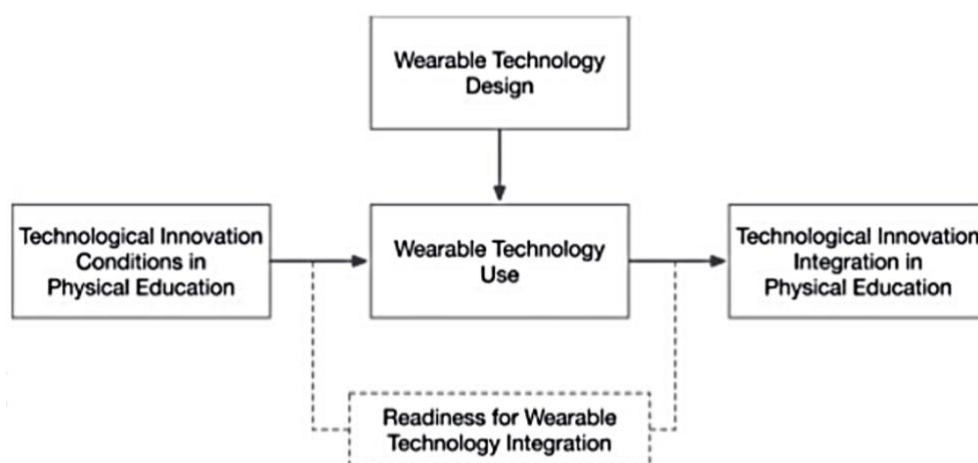 Wearable Technology
Design
Technological Innovation
Conditions in
Physical Education
Wearable Technology
Use
Technological Innovation
Integration in
Physical Education
Readiness for Wearable
Technology Integration